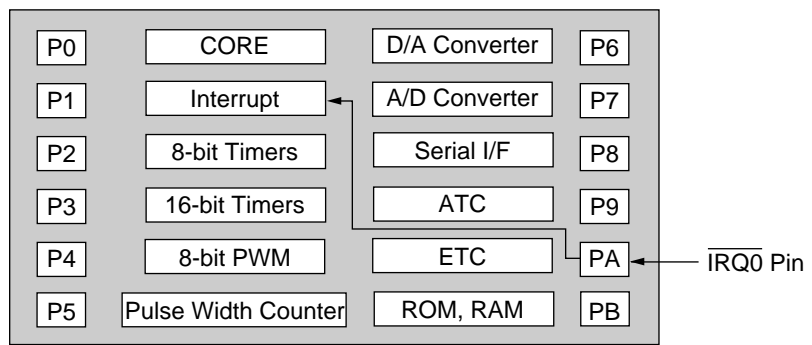 P0 CORE D/A Converter P6
P1 Interrupt A/D Converter P7
P2 8-bit Timers Serial I/F P8
P3 16-bit Timers ATC P9
P4 8-bit PWM ETC PA IRQ0 Pin
P5 Pulse Width Counter ROM, RAM PB